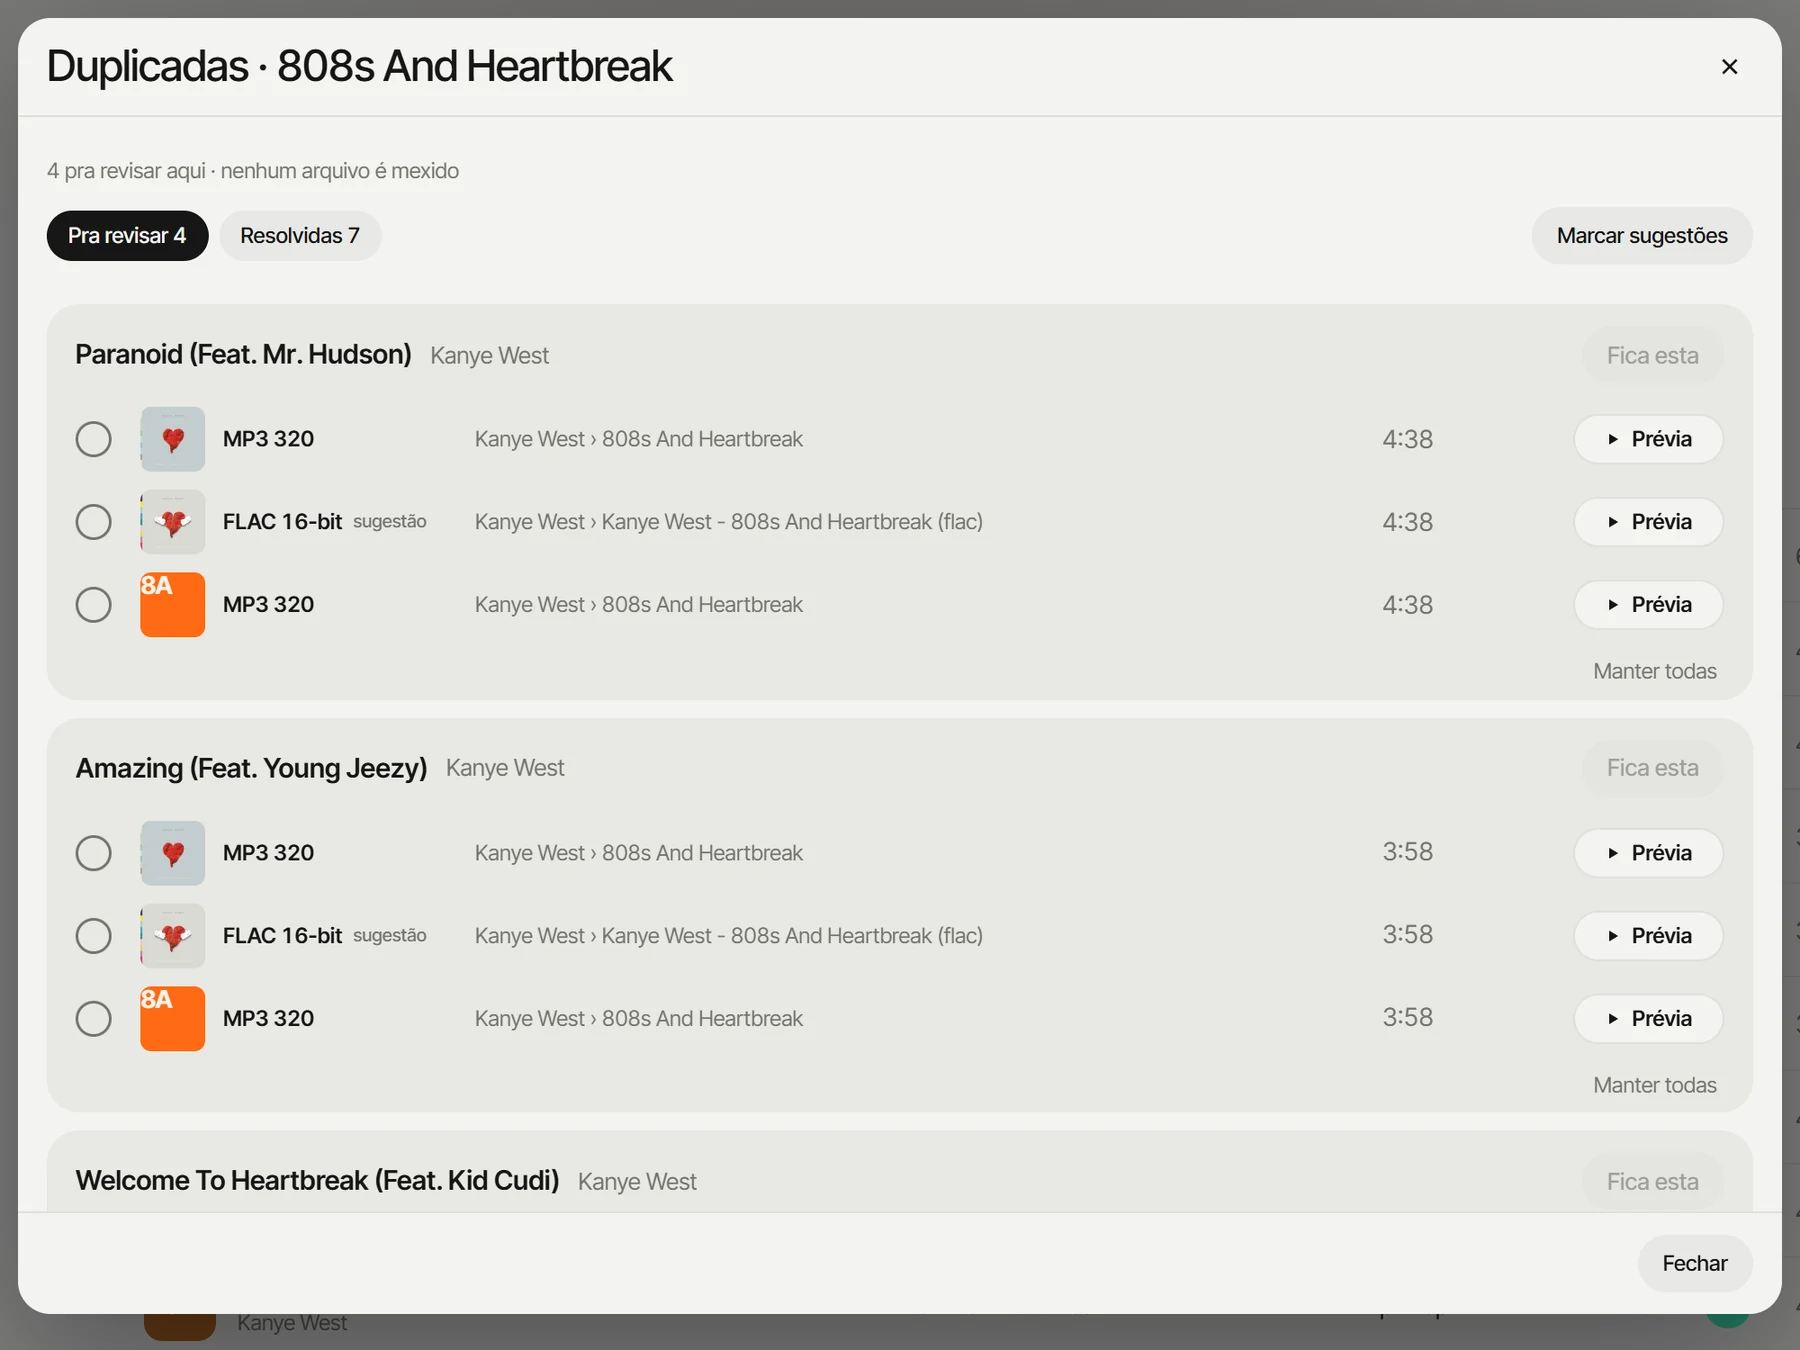 Duplicadas · 808s And Heartbreak
4 pra revisar aqui · nenhum arquivo é mexido
Pra revisar 4
Resolvidas 7
Marcar sugestões
Paranoid (Feat. Mr. Hudson) Kanye West
Fica esta
MP3 320 Kanye West › 808s And Heartbreak 4:38 Prévia
FLAC 16-bit sugestão Kanye West › Kanye West - 808s And Heartbreak (flac) 4:38 Prévia
8A
MP3 320 Kanye West › 808s And Heartbreak 4:38 Prévia
Manter todas
Amazing (Feat. Young Jeezy) Kanye West
Fica esta
MP3 320 Kanye West › 808s And Heartbreak 3:58 Prévia
FLAC 16-bit sugestão Kanye West › Kanye West - 808s And Heartbreak (flac) 3:58 Prévia
8A
MP3 320 Kanye West › 808s And Heartbreak 3:58 Prévia
Manter todas
Welcome To Heartbreak (Feat. Kid Cudi) Kanye West
Fica esta
Fechar
Kanye West